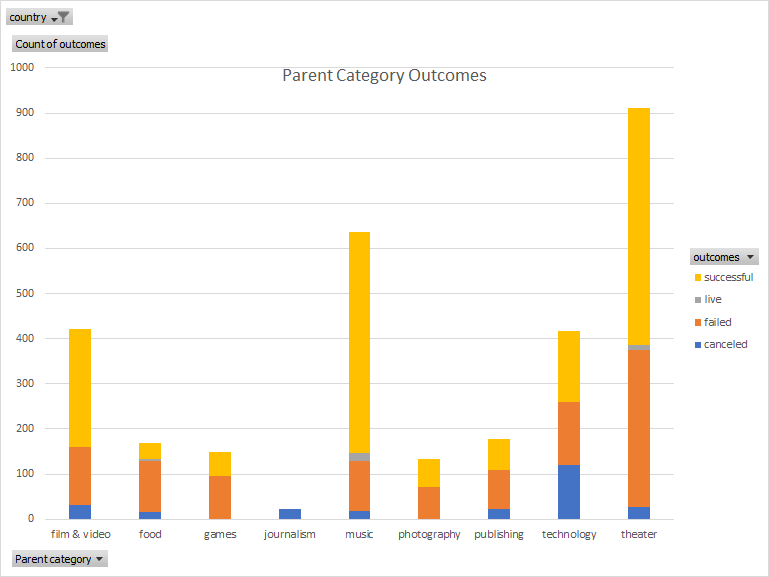 country
Count of outcomes
Parent Category Outcomes
1000
900
800
700
600
500
400
300
200
100
0
film & video food games journalism music photography publishing technology theater
outcomes
successful
live
failed
canceled
Parent category